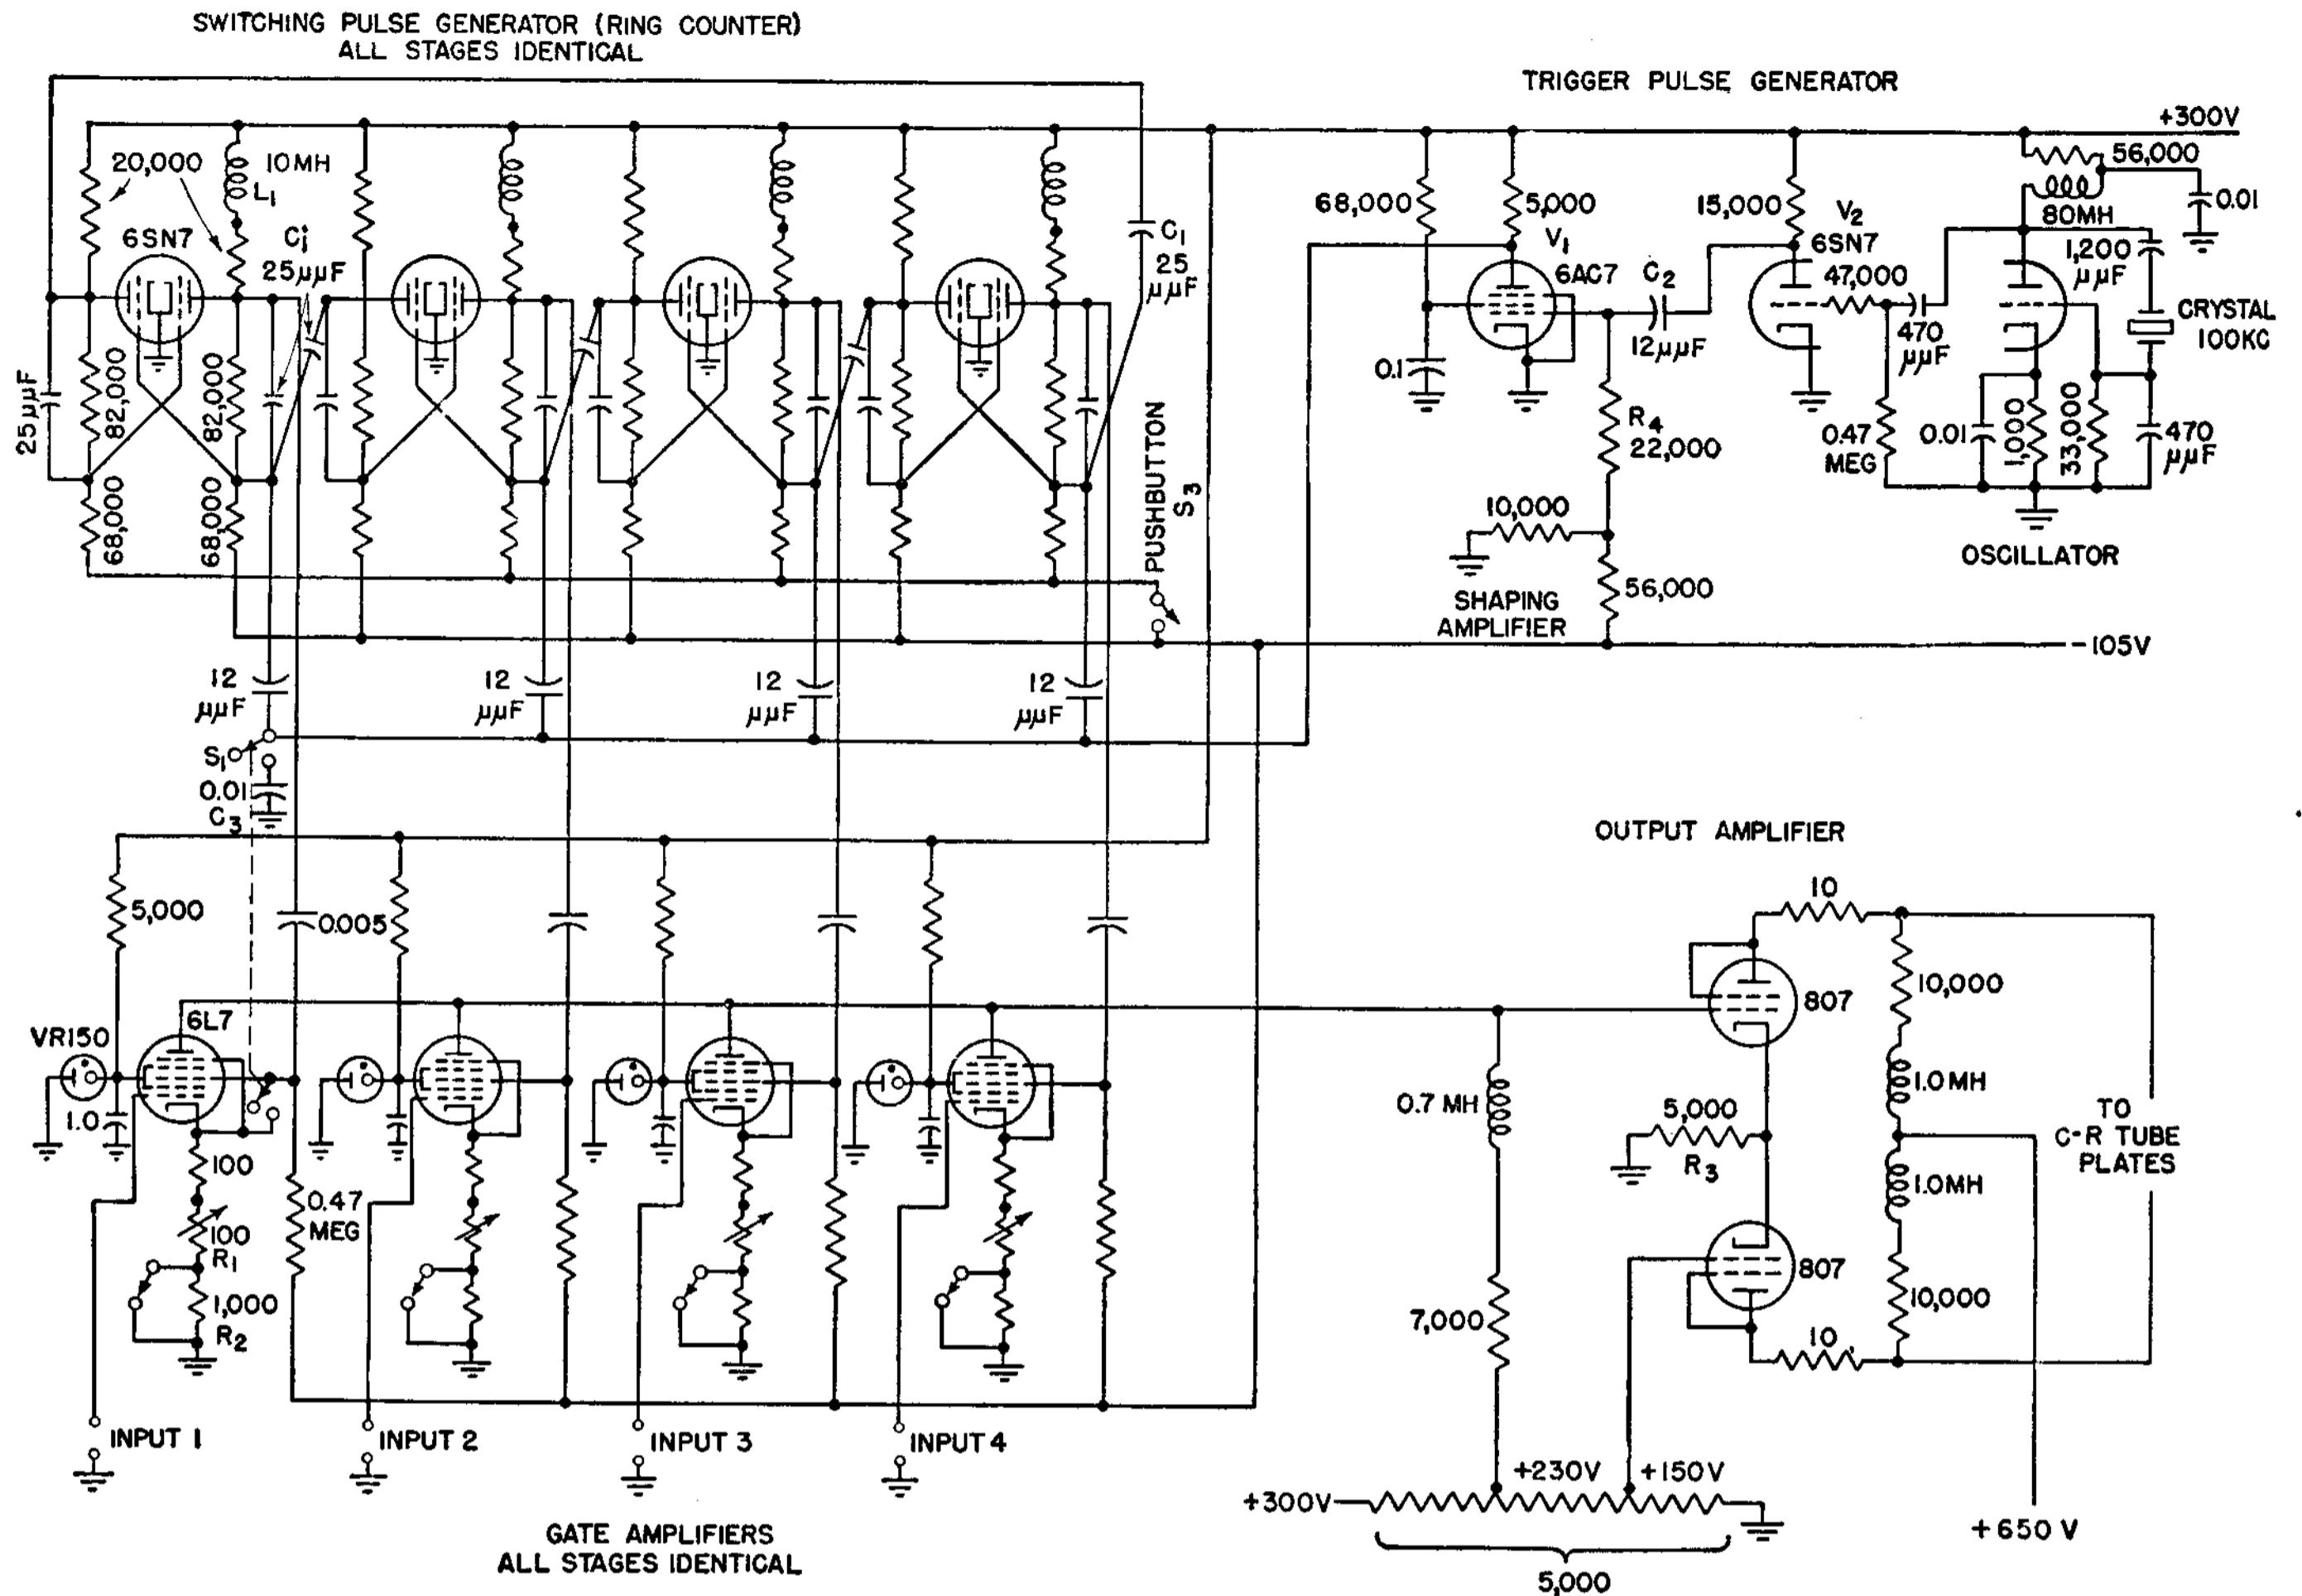 SWITCHING PULSE GENERATOR (RING COUNTER)
ALL STAGES IDENTICAL
TRIGGER PULSE GENERATOR
+300V
20,000
10MH
L1
6SN7
C1
25μμF
25μμF
82,000
82,000
68,000
68,000
C1
25
μμF
PUSHBUTTON
S3
68,000
5,000
V1
6AC7
0.1
C2
12μμF
R4
22,000
10,000
56,000
SHAPING
AMPLIFIER
15,000
V2
6SN7
47,000
470
μμF
0.47
MEG
56,000
80MH
0.01
1,200
μμF
CRYSTAL
100KC
0.01
1,000
33,000
470
μμF
OSCILLATOR
-105V
12
μμF
12
μμF
12
μμF
12
μμF
S1
0.01
C3
5,000
0.005
VR150
6L7
1.0
100
100
R1
1,000
R2
0.47
MEG
INPUT 1
INPUT 2
INPUT 3
INPUT 4
GATE AMPLIFIERS
ALL STAGES IDENTICAL
OUTPUT AMPLIFIER
10
807
10,000
1.0MH
0.7 MH
5,000
R3
TO
C-R TUBE
PLATES
1.0MH
807
10,000
10
7,000
+300V
+230V
+150V
5,000
+650 V